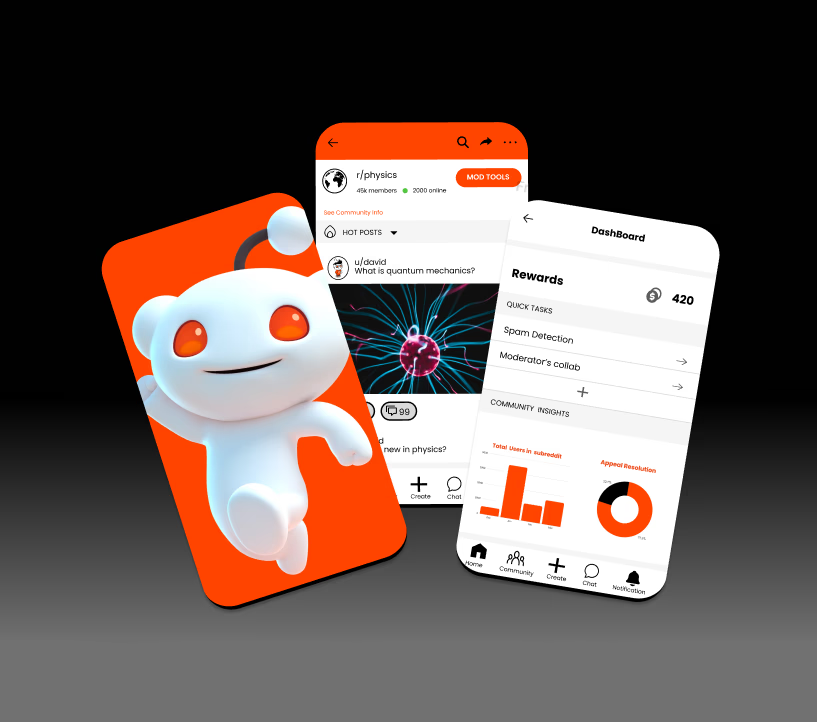 r/physics
45k members
2000 online
MOD TOOLS
See Community Info
HOT POSTS
u/david
What is quantum mechanics?
99
d
new in physics?
Create
Chat
DashBoard
Rewards
420
QUICK TASKS
Spam Detection
Moderator's collab
COMMUNITY INSIGHTS
Total Users in subreddit
Appeal Resolution
Home
Community
Create
Chat
Notification